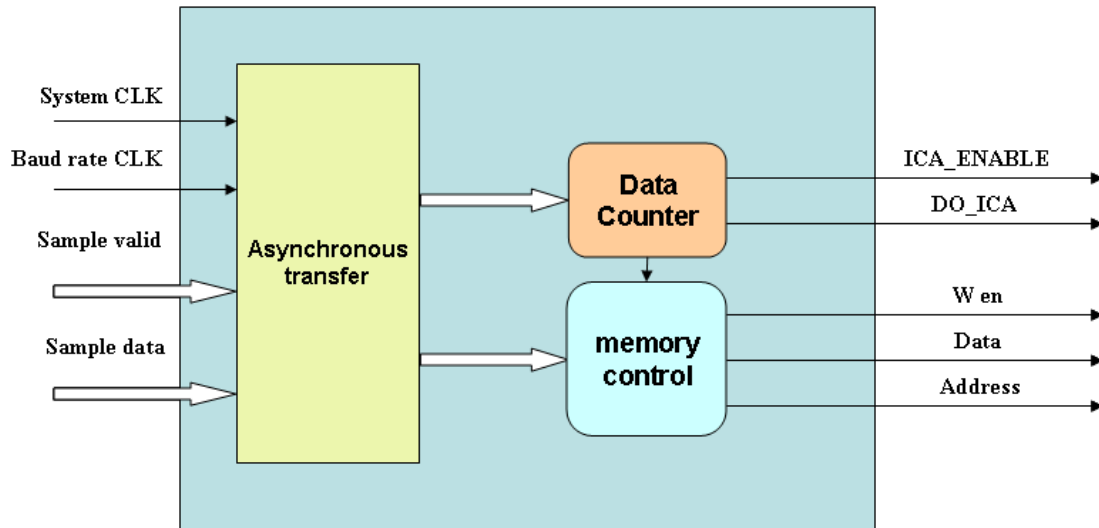 System CLK
Baud rate CLK
Sample valid
Sample data
Asynchronous
transfer
Data
Counter
memory
control
ICA_ENABLE
DO_ICA
W en
Data
Address